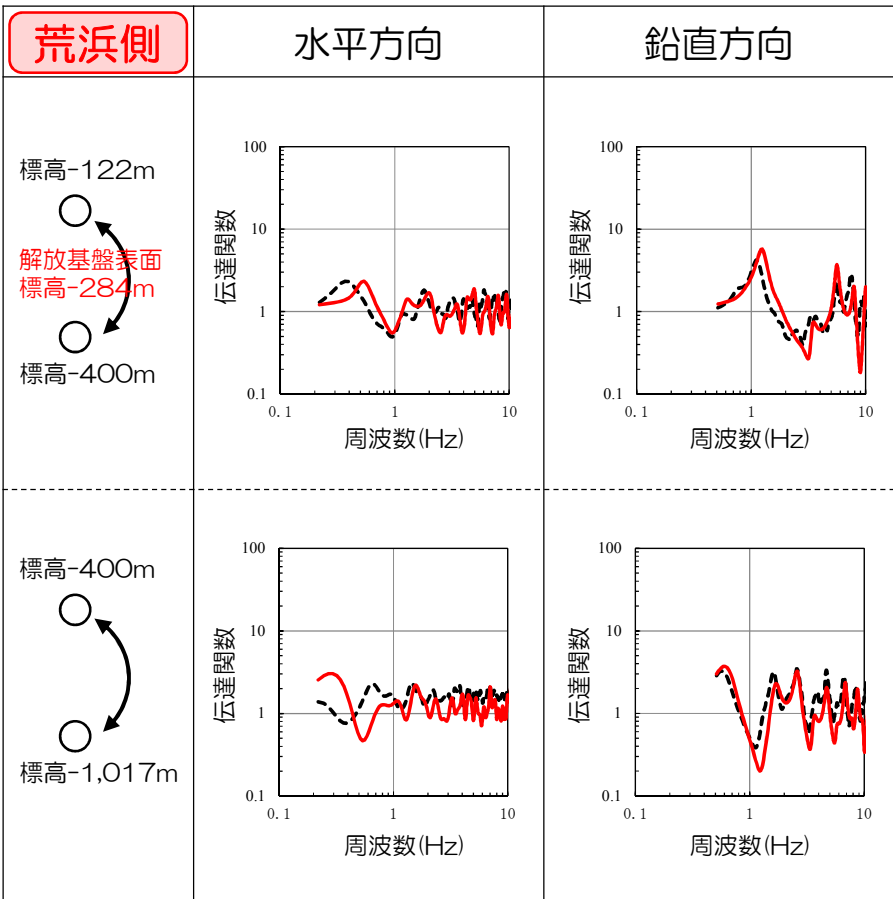 荒浜側
水平方向
鉛直方向
標高-122m
解放基盤表面
標高-284m
標高-400m
伝達関数
100
10
1
0.1
0.1
1
10
周波数(Hz)
伝達関数
100
10
1
0.1
0.1
1
10
周波数(Hz)
標高-400m
標高-1,017m
伝達関数
100
10
1
0.1
0.1
1
10
周波数(Hz)
伝達関数
100
10
1
0.1
0.1
1
10
周波数(Hz)